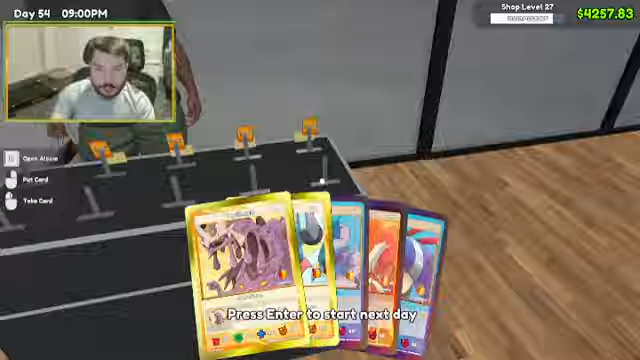 Day 54 09:00PM
Shop Level 27
$4257.83
Open Album
Put Card
Take Card
Press Enter to start next day